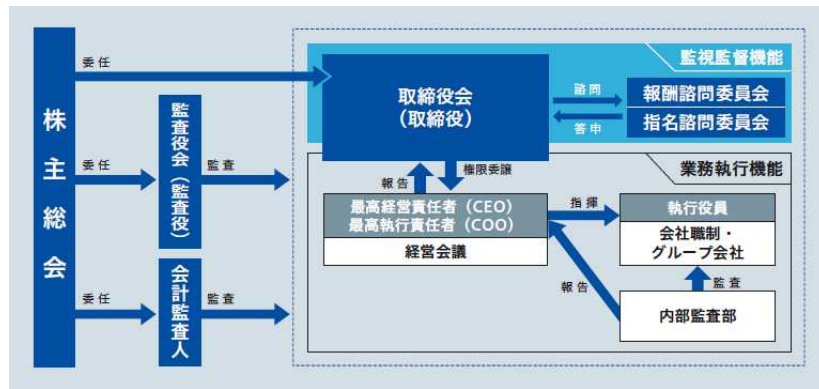 株主総会
委任
委任
委任
監査役会（監査役）
監査
会計監査人
監査
監視監督機能
取締役会
（取締役）
諮問
答申
報酬諮問委員会
指名諮問委員会
業務執行機能
報告
権限委譲
最高経営責任者（CEO）
最高執行責任者（COO）
経営会議
指揮
執行役員
会社職制・
グループ会社
報告
監査
内部監査部